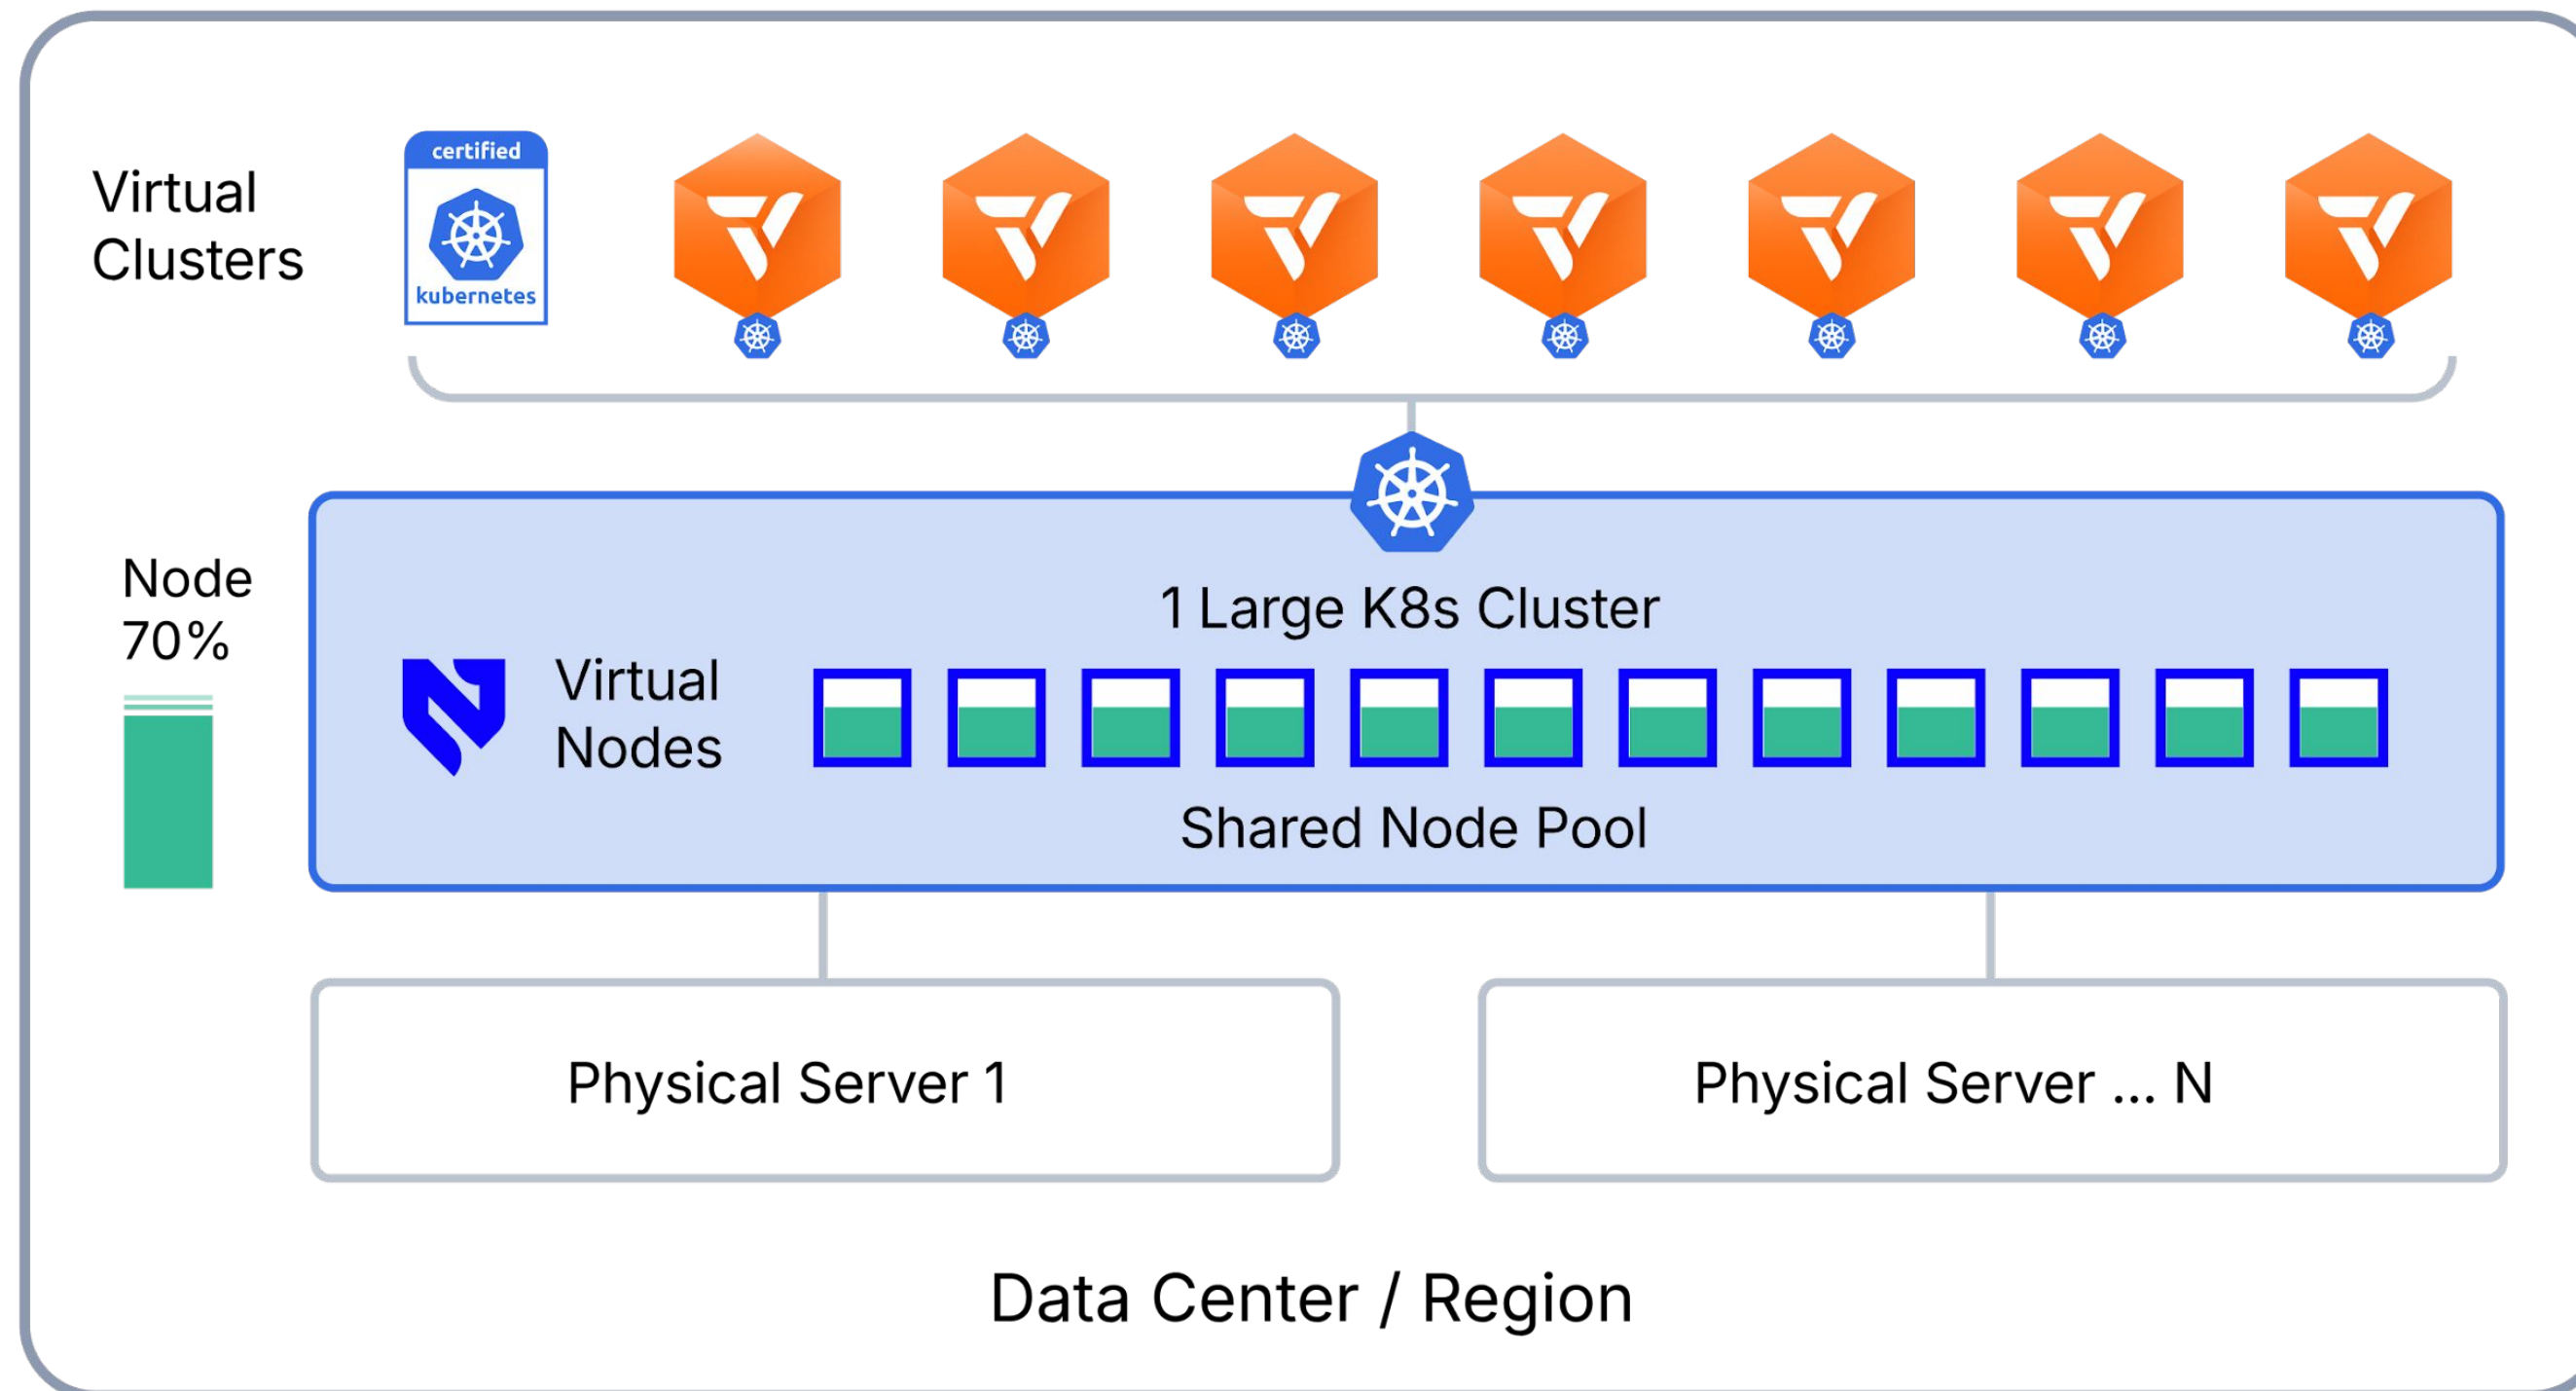 certified
kubernetes
Virtual
Clusters
Node
70%
1 Large K8s Cluster
Virtual
Nodes
Shared Node Pool
Physical Server 1
Physical Server ... N
Data Center / Region